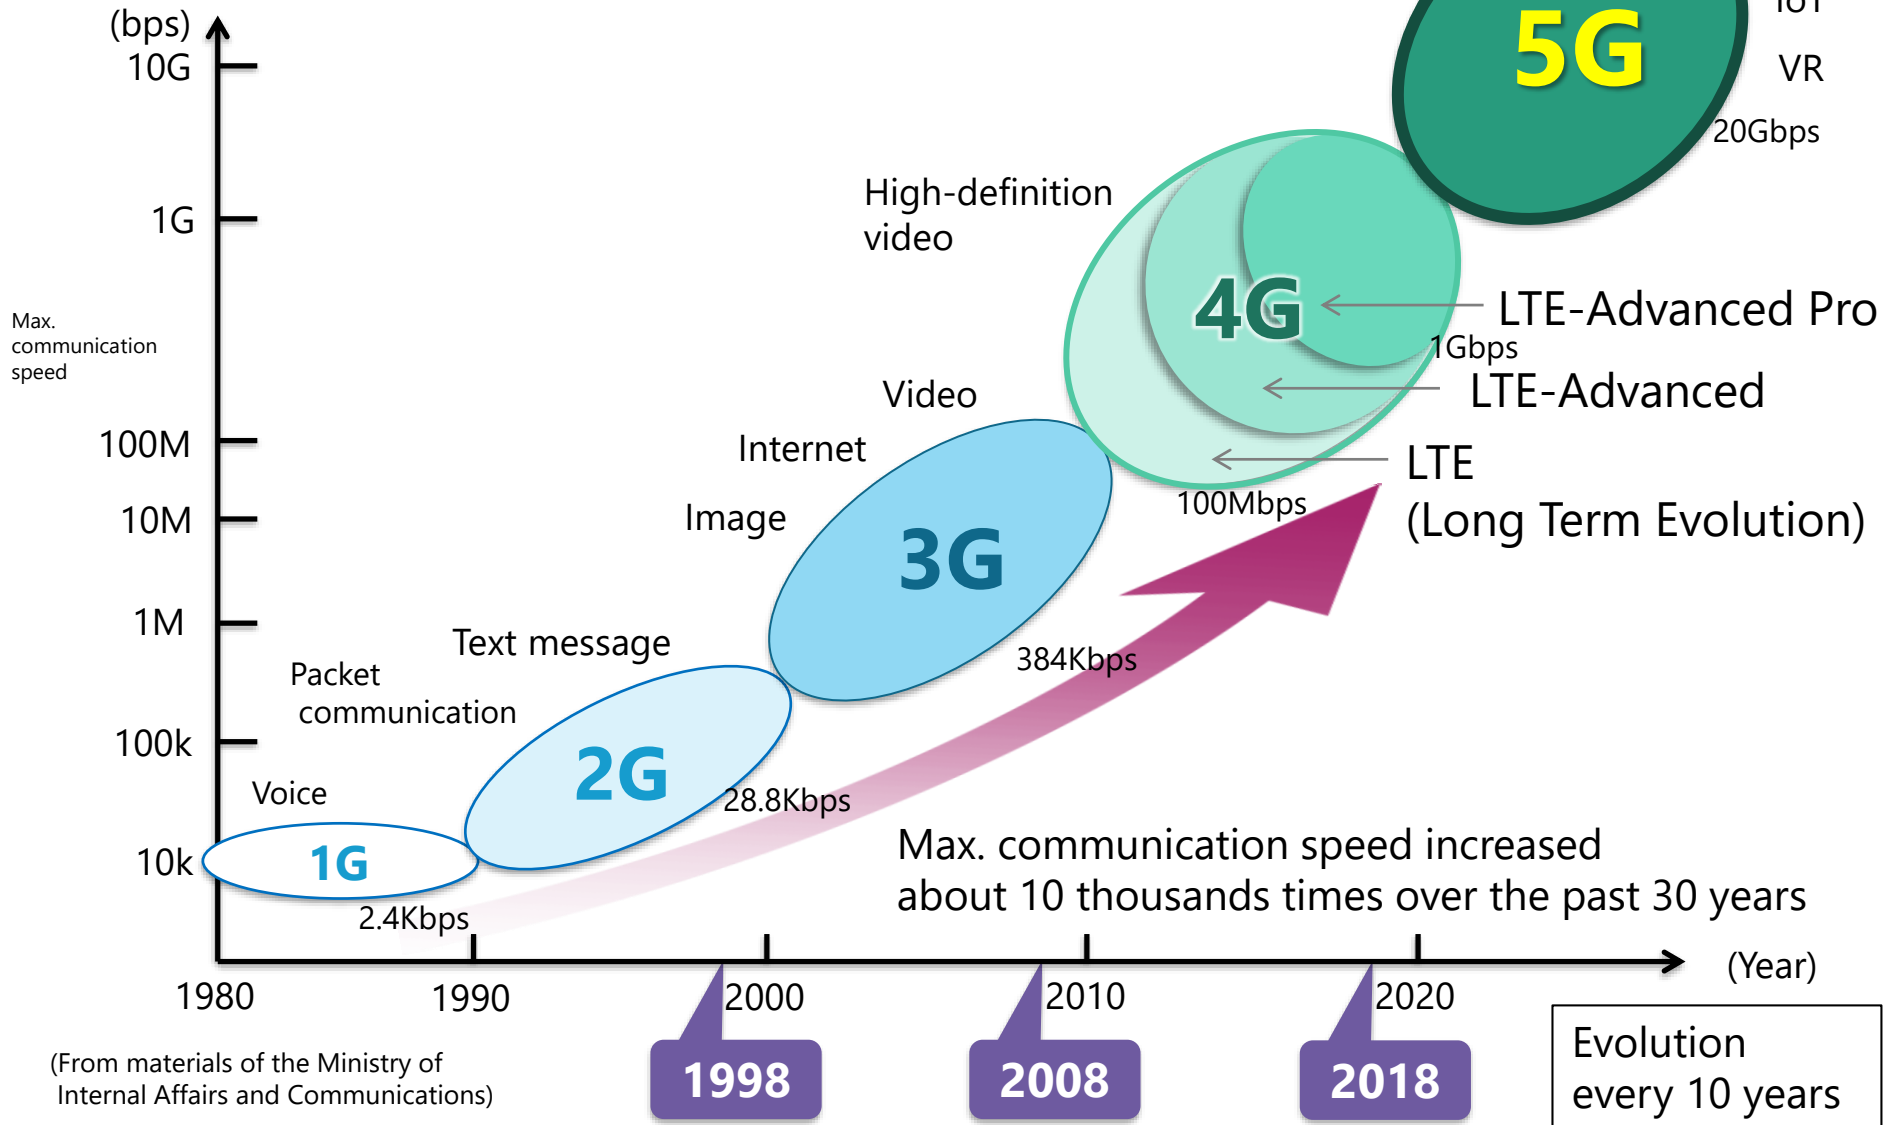 (bps)
10G
1G
100M
10M
1M
100k
10k
Max.
communication
speed
5G
IoT
VR
20Gbps
High-definition
video
4G
LTE-Advanced Pro
1Gbps
LTE-Advanced
LTE
(Long Term Evolution)
100Mbps
Video
Internet
Image
3G
384Kbps
Text message
Packet
communication
2G
28.8Kbps
Voice
1G
2.4Kbps
Max. communication speed increased
about 10 thousands times over the past 30 years
(Year)
1980
1990
2000
2010
2020
1998
2008
2018
(From materials of the Ministry of
Internal Affairs and Communications)
Evolution
every 10 years